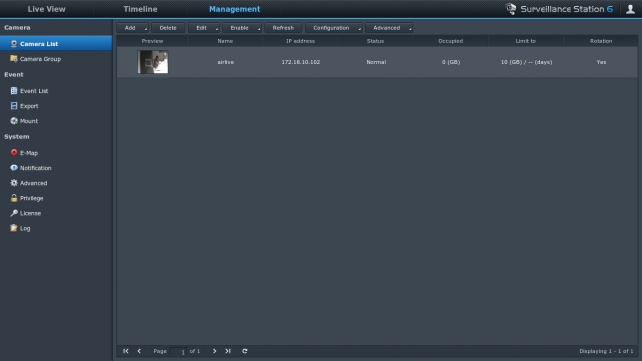 Live View Timeline Management Surveillance Station 6
Camera
Camera List
Camera Group
Event
Event List
Export
Mount
System
E-Map
Notification
Advanced
Privilege
License
Log
Add Delete Edit Enable Refresh Configuration Advanced
Preview Name IP address Status Occupied Limit to Rotation
airlive 172.18.10.102 Normal 0 (GB) 10 (GB) / -- (days) Yes
Page 1 of 1 Displaying 1 - 1 of 1